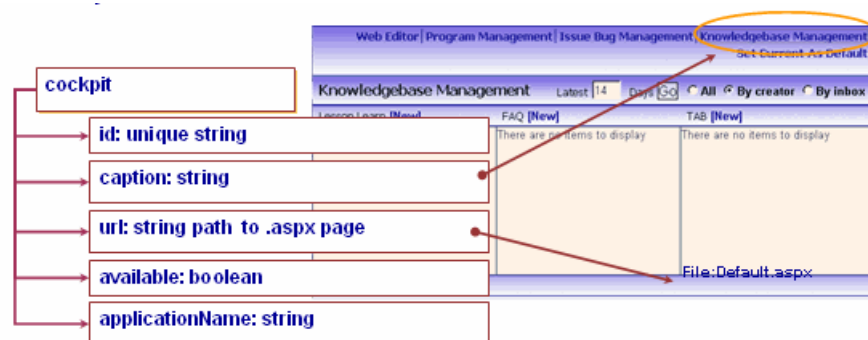 Web Editor|Program Management|Issue Bug Management|Knowledgebase Management
Set Current As Default
cockpit
Knowledgebase Management Latest 14 Days Go All By creator By inbox
Lesson Learn [New] FAQ [New] TAB [New]
id: unique string
There are no items to display There are no items to display
caption: string
url: string path to .aspx page
available: boolean
File:Default.aspx
applicationName: string